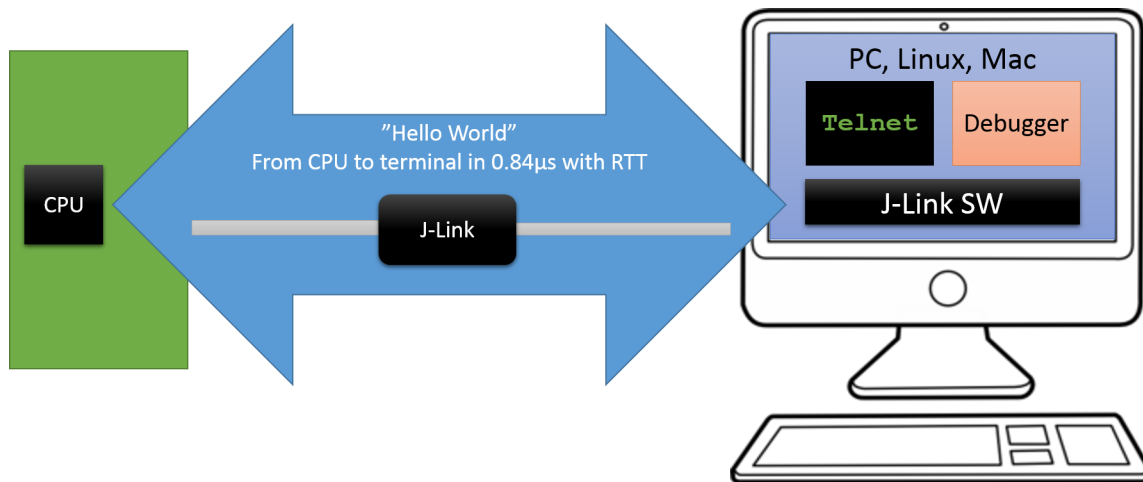 PC, Linux, Mac
Telnet
Debugger
”Hello World”
From CPU to terminal in 0.84µs with RTT
CPU
J-Link
J-Link SW